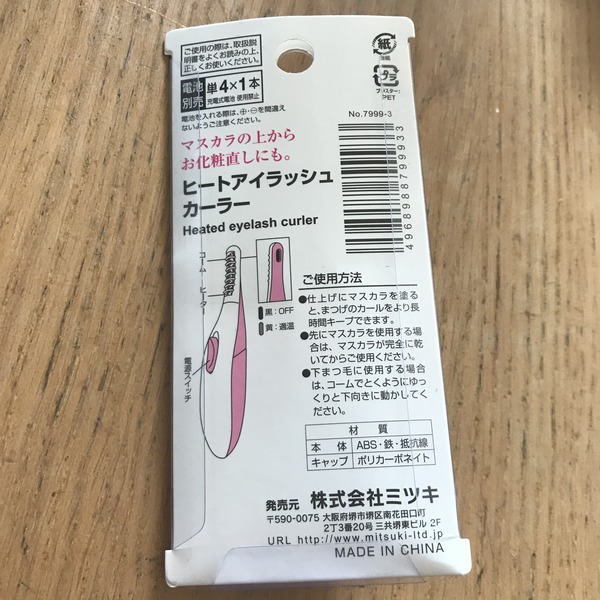 ご使用の際は、取扱説
明書をよくお読みの上、
正しくお使いください。
電池
別売
単4×1本
充電式電池 使用禁止
電池を入れる際は、⊕・⊖を間違え
ないようご注意ください。
紙
台紙
プラ
ブリスター:
PET
No.7999-3
4968988799933
マスカラの上から
お化粧直しにも。
ヒートアイラッシュ
カーラー
Heated eyelash curler
コーム
ヒーター
黒:OFF
黄:適温
電源スイッチ
ご使用方法
●仕上げにマスカラを塗る
と、まつげのカールをより長
時間キープできます。
●先にマスカラを使用する場
合は、マスカラが完全に乾
いてからご使用ください。
●下まつ毛に使用する場合
は、コームでとくようにゆっ
くりと下向きに動かしてく
ださい。
材 質
本 体 ABS・鉄・抵抗線
キャップ ポリカーボネイト
発売元 株式会社ミツキ
〒590-0075 大阪府堺市堺区南花田口町
2丁3番20号 三共堺東ビル 2F
URL http://www.mitsuki-ltd.jp
MADE IN CHINA